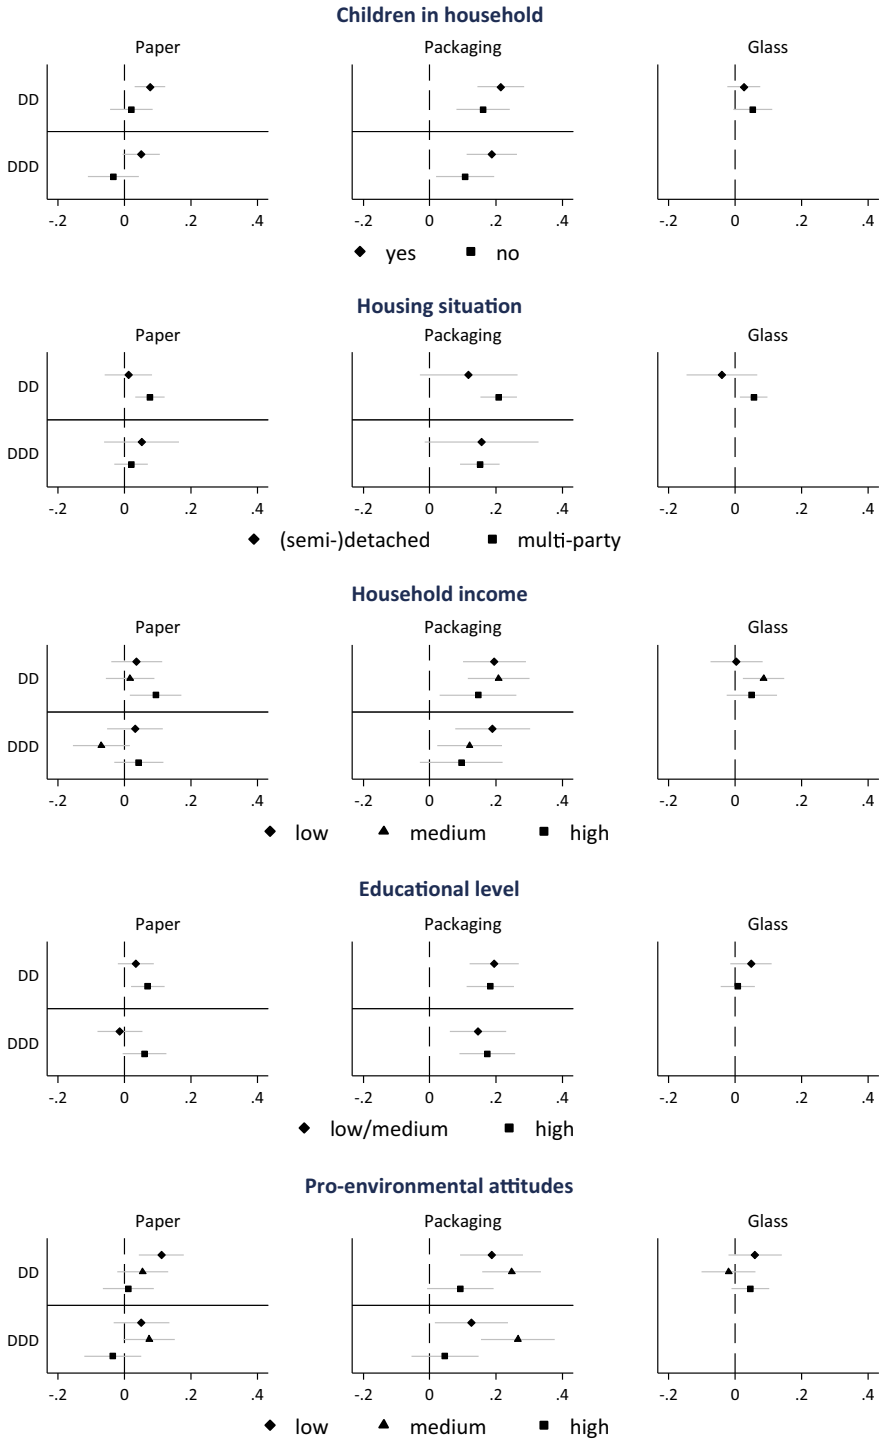 Children in household
Paper Packaging Glass
DD
DDD
-.2 0 .2 .4 -.2 0 .2 .4 -.2 0 .2 .4
yes no
Housing situation
Paper Packaging Glass
DD
DDD
-.2 0 .2 .4 -.2 0 .2 .4 -.2 0 .2 .4
(semi-)detached multi-party
Household income
Paper Packaging Glass
DD
DDD
-.2 0 .2 .4 -.2 0 .2 .4 -.2 0 .2 .4
low medium high
Educational level
Paper Packaging Glass
DD
DDD
-.2 0 .2 .4 -.2 0 .2 .4 -.2 0 .2 .4
low/medium high
Pro-environmental attitudes
Paper Packaging Glass
DD
DDD
-.2 0 .2 .4 -.2 0 .2 .4 -.2 0 .2 .4
low medium high